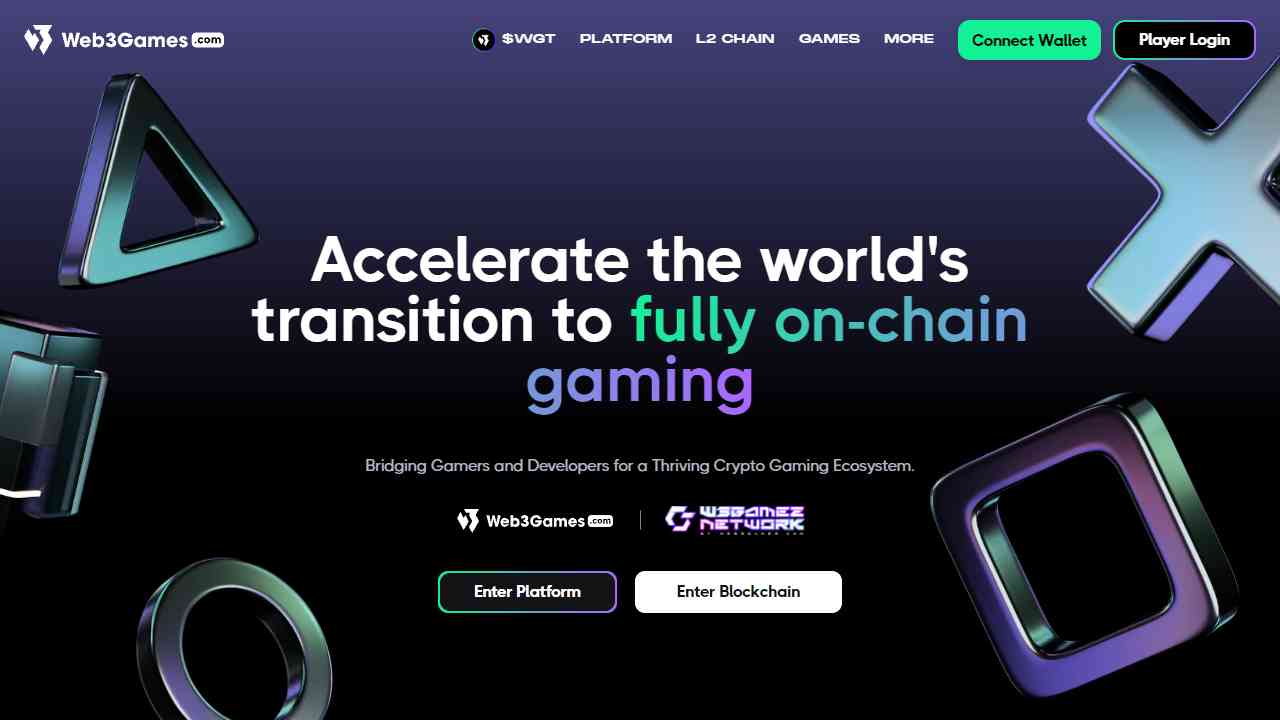 Web3Games .com
$WGT PLATFORM L2 CHAIN GAMES MORE Connect Wallet Player Login
Accelerate the world's
transition to fully on-chain
gaming
Bridging Gamers and Developers for a Thriving Crypto Gaming Ecosystem.
Web3Games .com
W3GAMEZ
NETWORK
BY WEB3GAMES.COM
Enter Platform Enter Blockchain